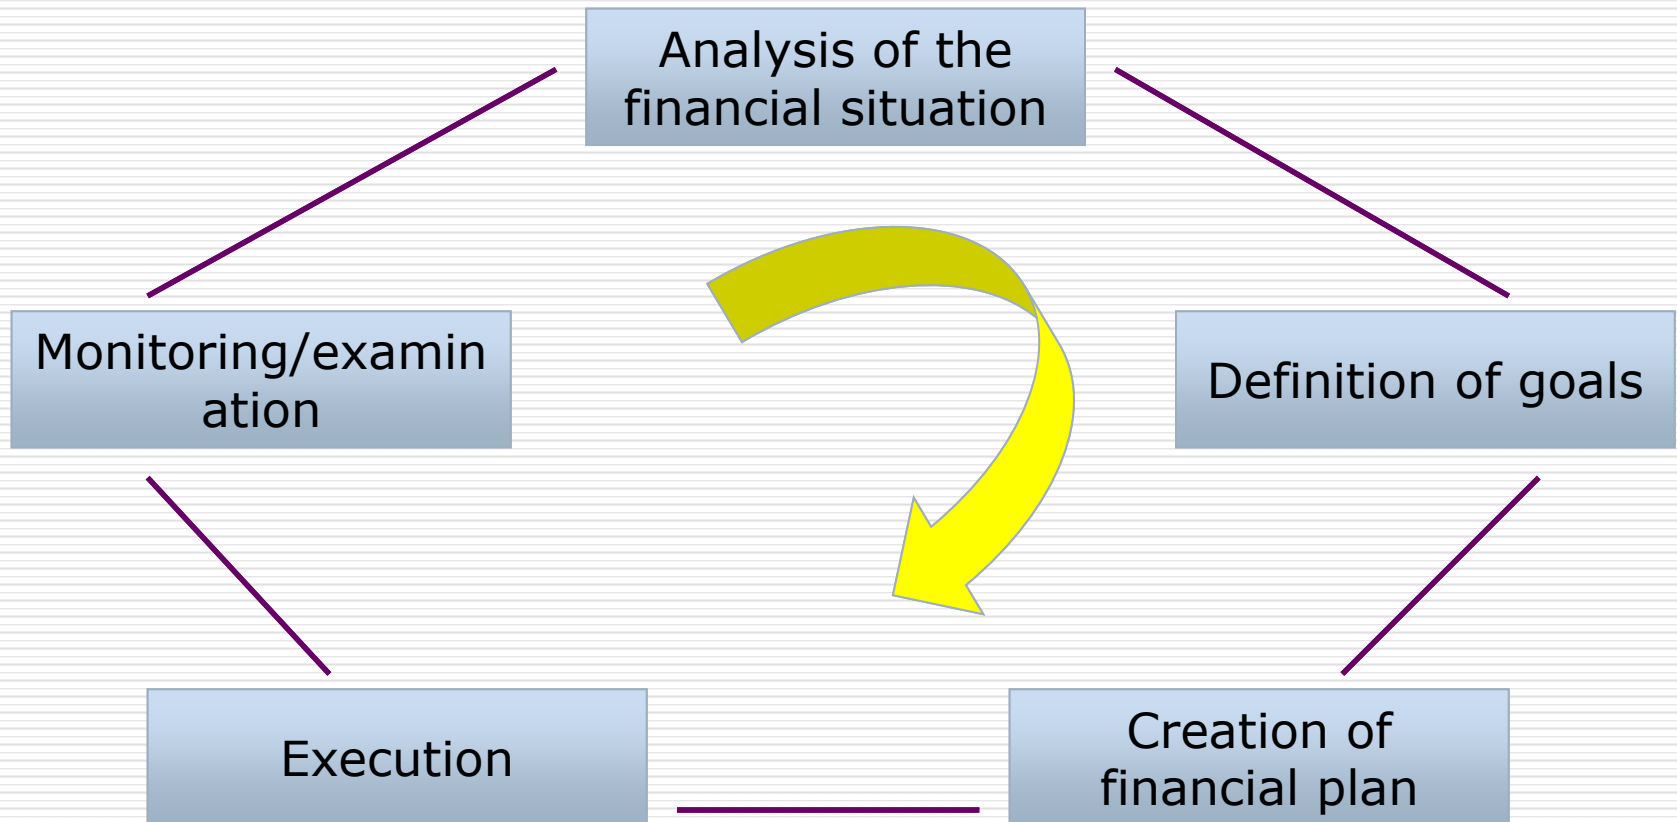 Analysis of the
financial situation
Monitoring/examin
ation
Definition of goals
Execution
Creation of
financial plan